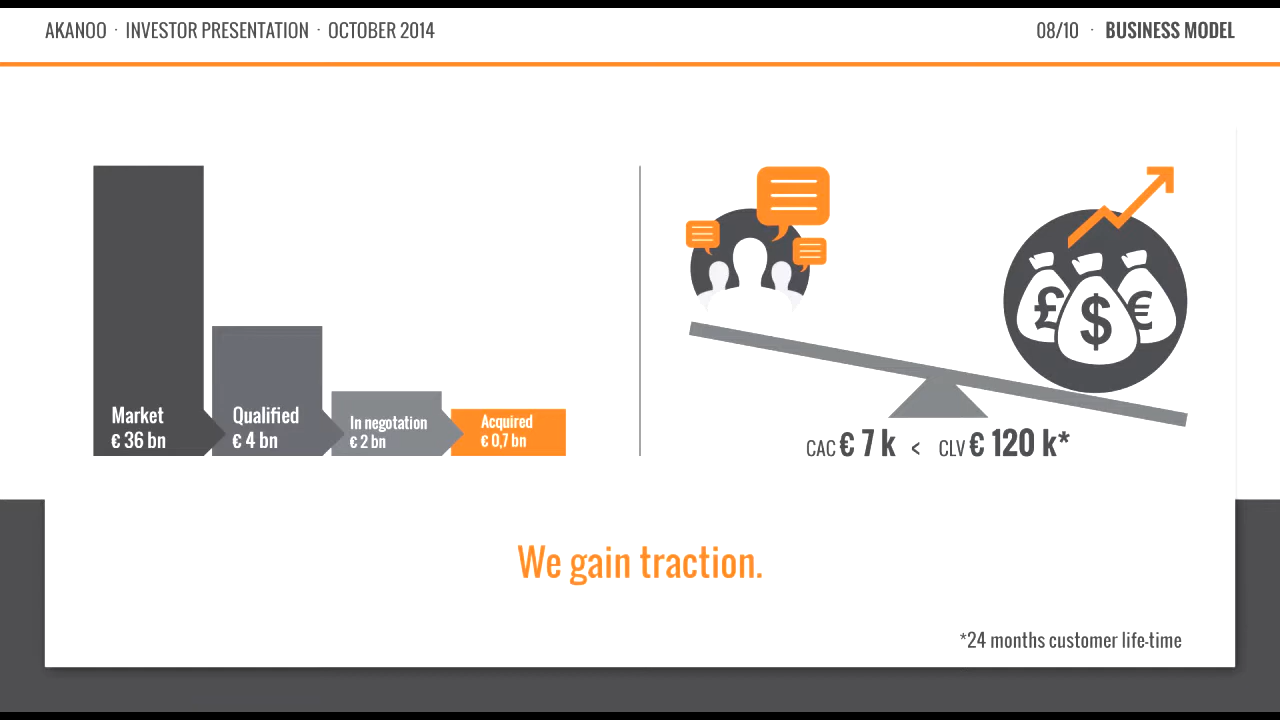 AKANOO · INVESTOR PRESENTATION · OCTOBER 2014
08/10 · BUSINESS MODEL
Market
€ 36 bn
Qualified
€ 4 bn
In negotation
€ 2 bn
Acquired
€ 0,7 bn
£ $ €
CAC € 7 k < CLV € 120 k*
We gain traction.
*24 months customer life-time